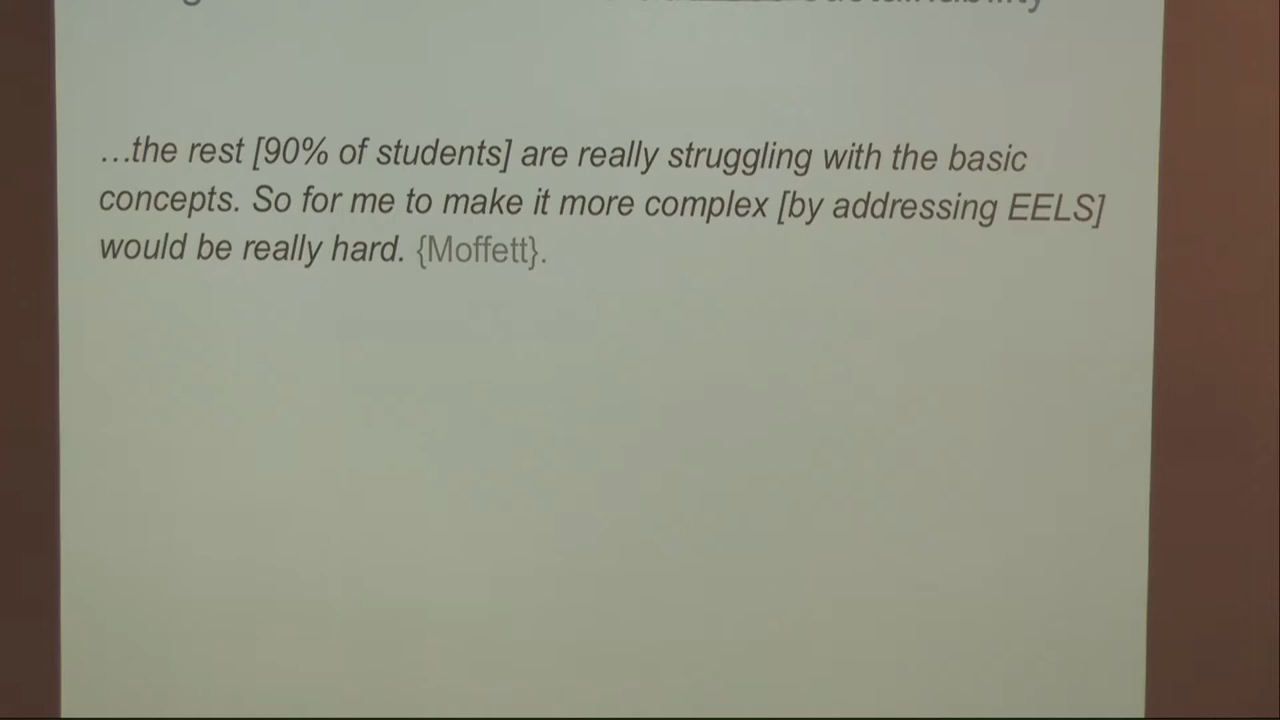 …the rest [90% of students] are really struggling with the basic
concepts. So for me to make it more complex [by addressing EELS]
would be really hard. {Moffett}.